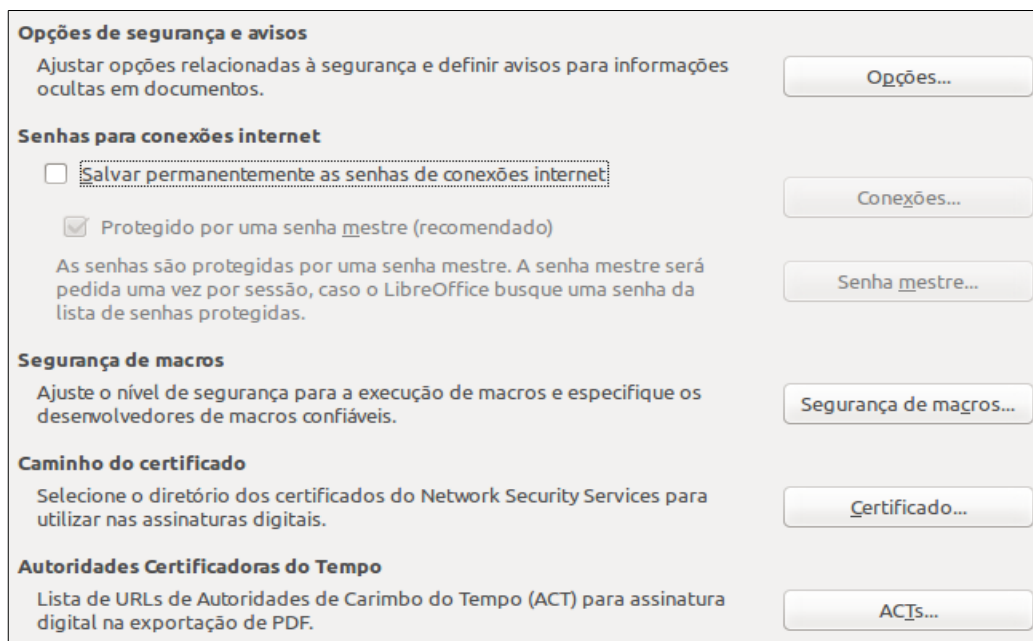 Opções de segurança e avisos
Ajustar opções relacionadas à segurança e definir avisos para informações
ocultas em documentos.
Opções...
Senhas para conexões internet
Salvar permanentemente as senhas de conexões internet
Conexões...
Protegido por uma senha mestre (recomendado)
As senhas são protegidas por uma senha mestre. A senha mestre será
pedida uma vez por sessão, caso o LibreOffice busque uma senha da
lista de senhas protegidas.
Senha mestre...
Segurança de macros
Ajuste o nível de segurança para a execução de macros e especifique os
desenvolvedores de macros confiáveis.
Segurança de macros...
Caminho do certificado
Selecione o diretório dos certificados do Network Security Services para
utilizar nas assinaturas digitais.
Certificado...
Autoridades Certificadoras do Tempo
Lista de URLs de Autoridades de Carimbo do Tempo (ACT) para assinatura
digital na exportação de PDF.
ACTs...